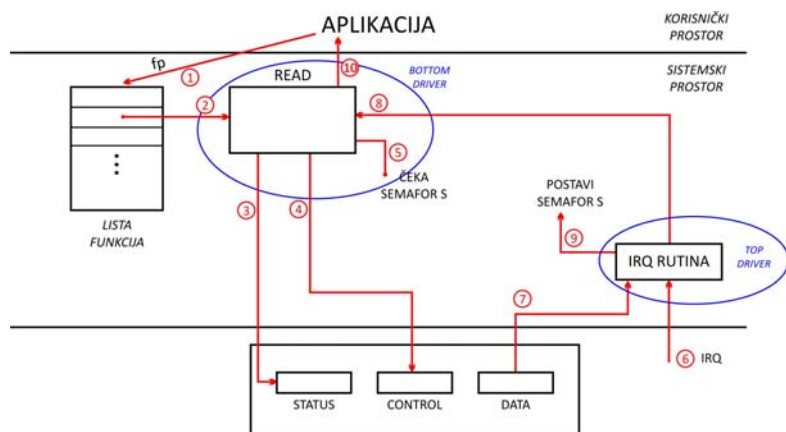 APLIKACIJA
KORISNIČKI
PROSTOR
SISTEMSKI
PROSTOR
fp
1
10
READ
BOTTOM
DRIVER
2
8
5
ČEKA
SEMAFOR S
3
4
LISTA
FUNKCIJA
POSTAVI
SEMAFOR S
9
IRQ RUTINA
TOP
DRIVER
7
6
IRQ
STATUS
CONTROL
DATA